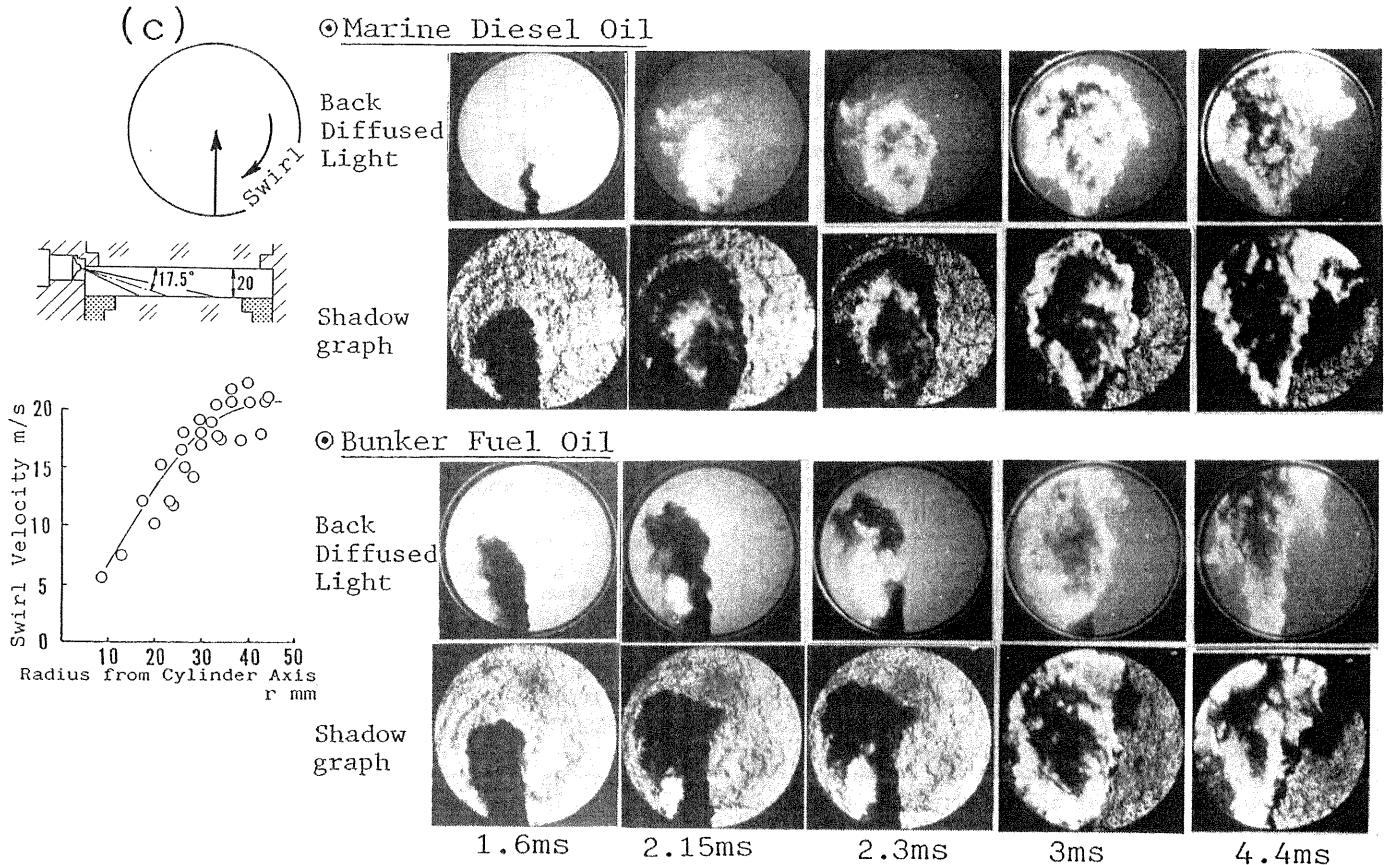 (c)
Swirl
17.5°
20
Swirl Velocity m/s
20
15
10
5
0
10 20 30 40 50
Radius from Cylinder Axis
r mm
⊙ Marine Diesel Oil
Back
Diffused
Light
Shadow
graph
⊙ Bunker Fuel Oil
Back
Diffused
Light
Shadow
graph
1.6ms 2.15ms 2.3ms 3ms 4.4ms